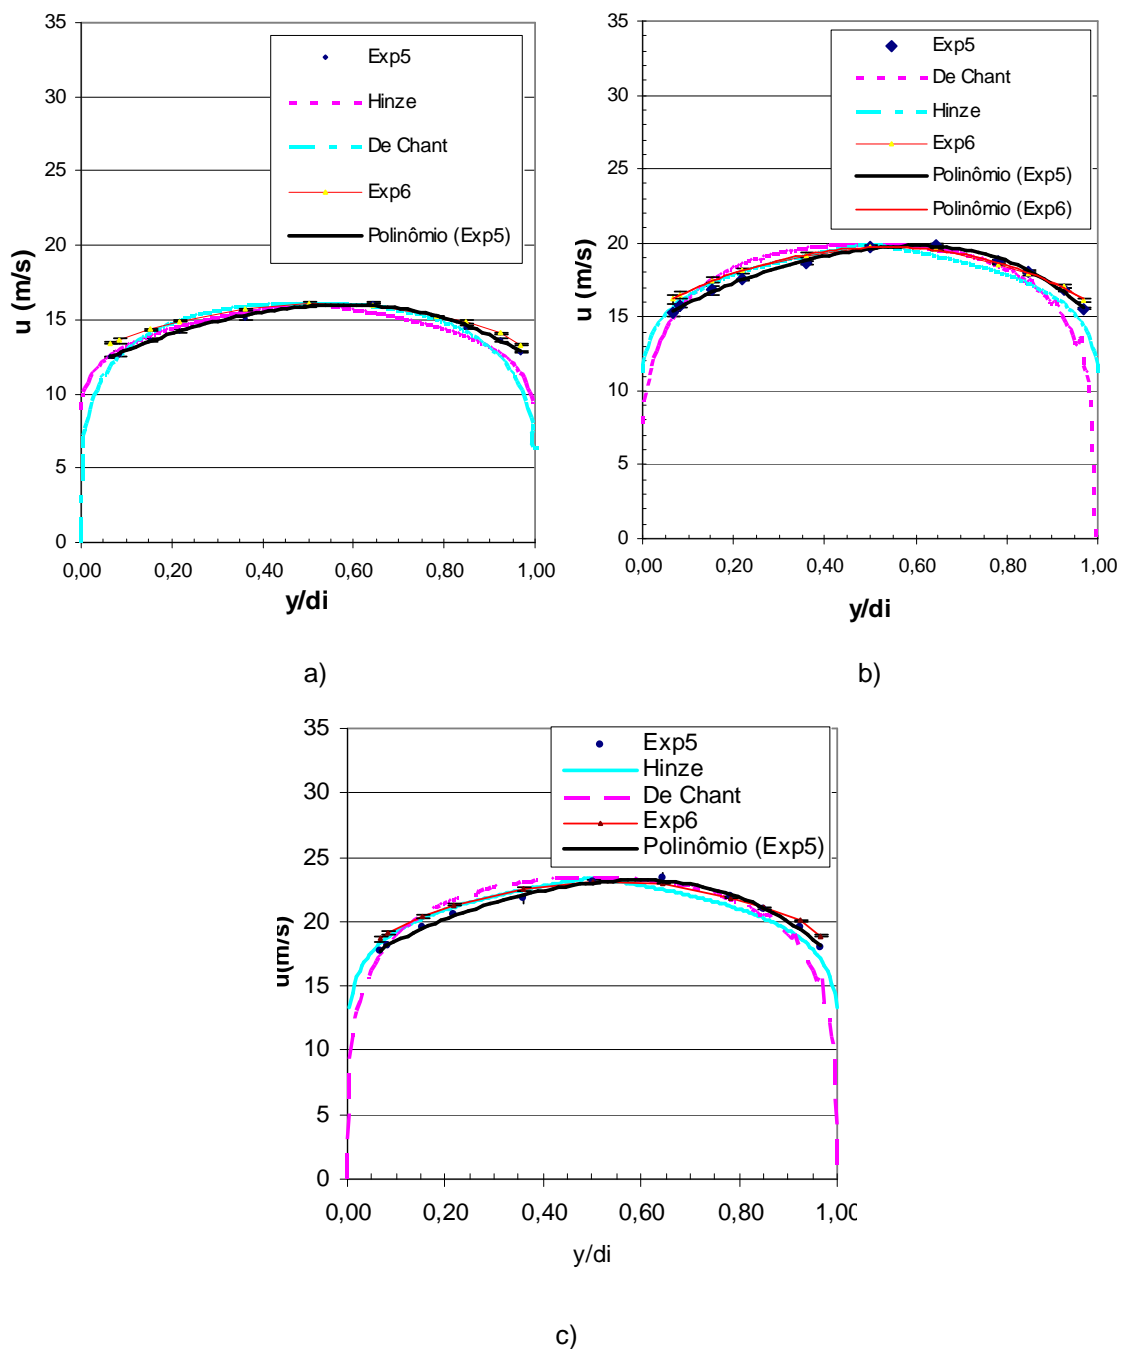 35
30
25
20
15
10
5
0
u (m/s)
Exp5
Hinze
De Chant
Exp6
Polinômio (Exp5)
0,00 0,20 0,40 0,60 0,80 1,00
y/di
a)
35
30
25
20
15
10
5
0
u (m/s)
Exp5
De Chant
Hinze
Exp6
Polinômio (Exp5)
Polinômio (Exp6)
0,00 0,20 0,40 0,60 0,80 1,00
y/di
b)
35
30
25
20
15
10
5
0
u(m/s)
Exp5
Hinze
De Chant
Exp6
Polinômio (Exp5)
0,00 0,20 0,40 0,60 0,80 1,00
y/di
c)